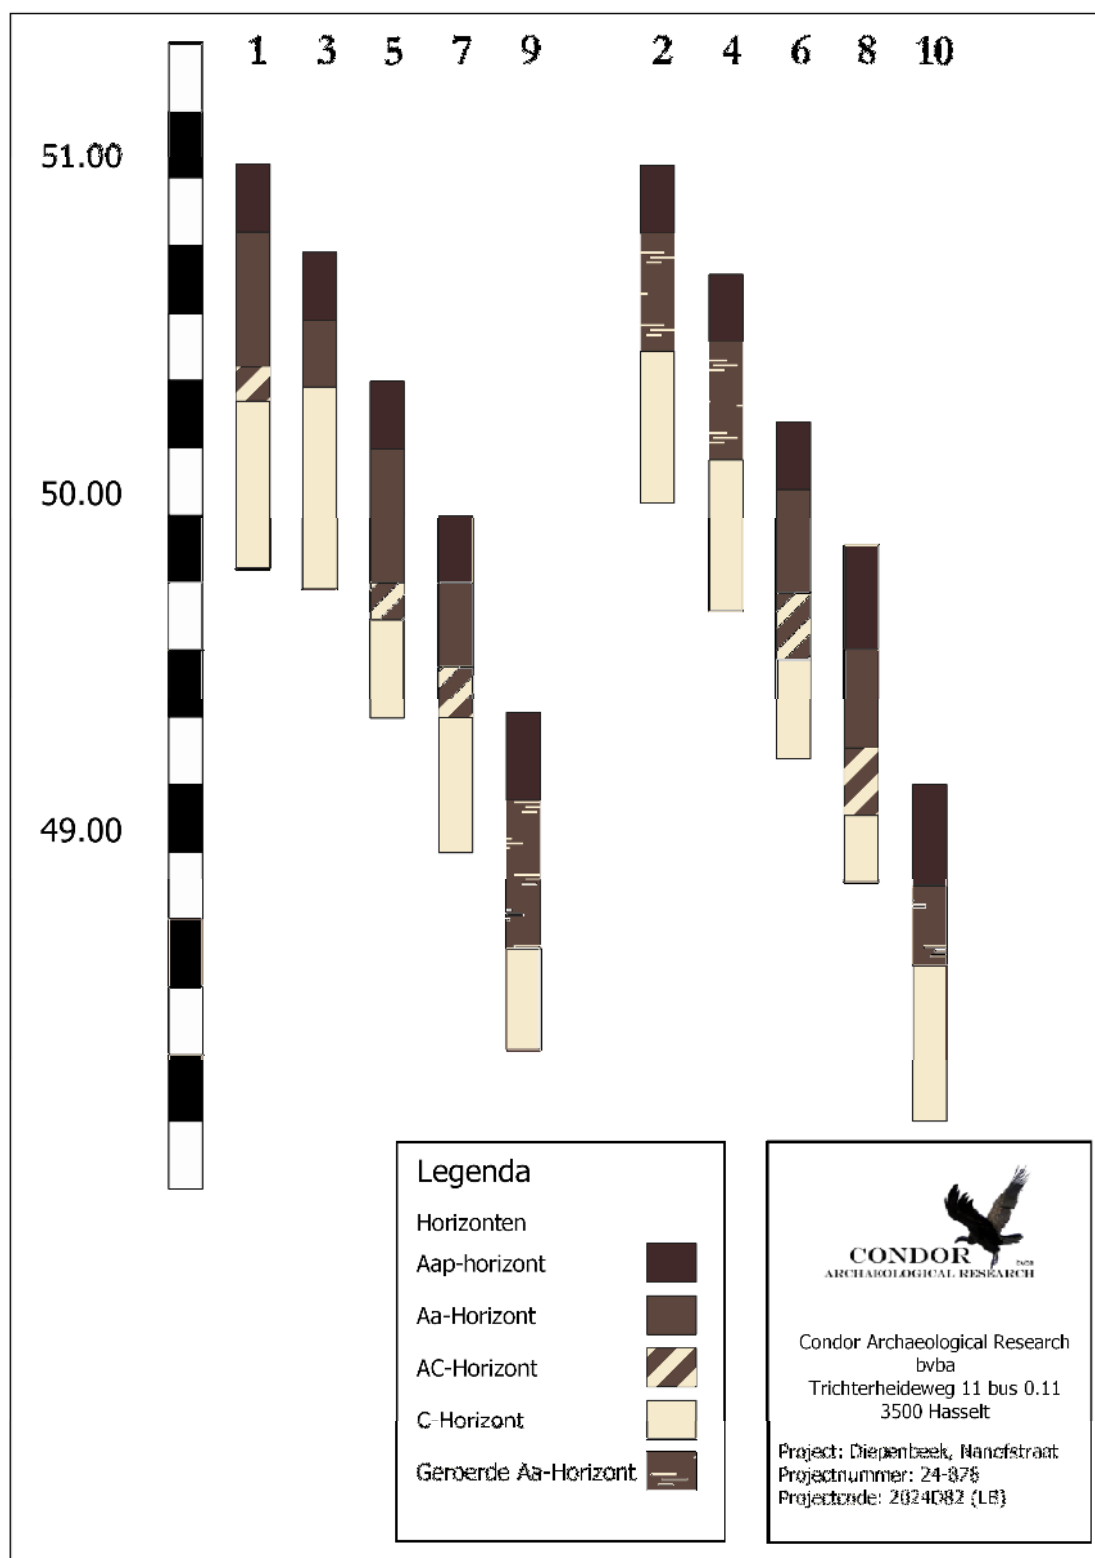 1 3 5 7 9 2 4 6 8 10
51.00
50.00
49.00
Legenda
Horizonten
Aap-horizont
Aa-Horizont
AC-Horizont
C-Horizont
Geroerde Aa-Horizont
CONDOR bvba
ARCHAEOLOGICAL RESEARCH
Condor Archaeological Research
bvba
Trichterheideweg 11 bus 0.11
3500 Hasselt
Project: Diepenbeek,
Projectnummer: 24-878
Projectcode: 2024D82 (LB)